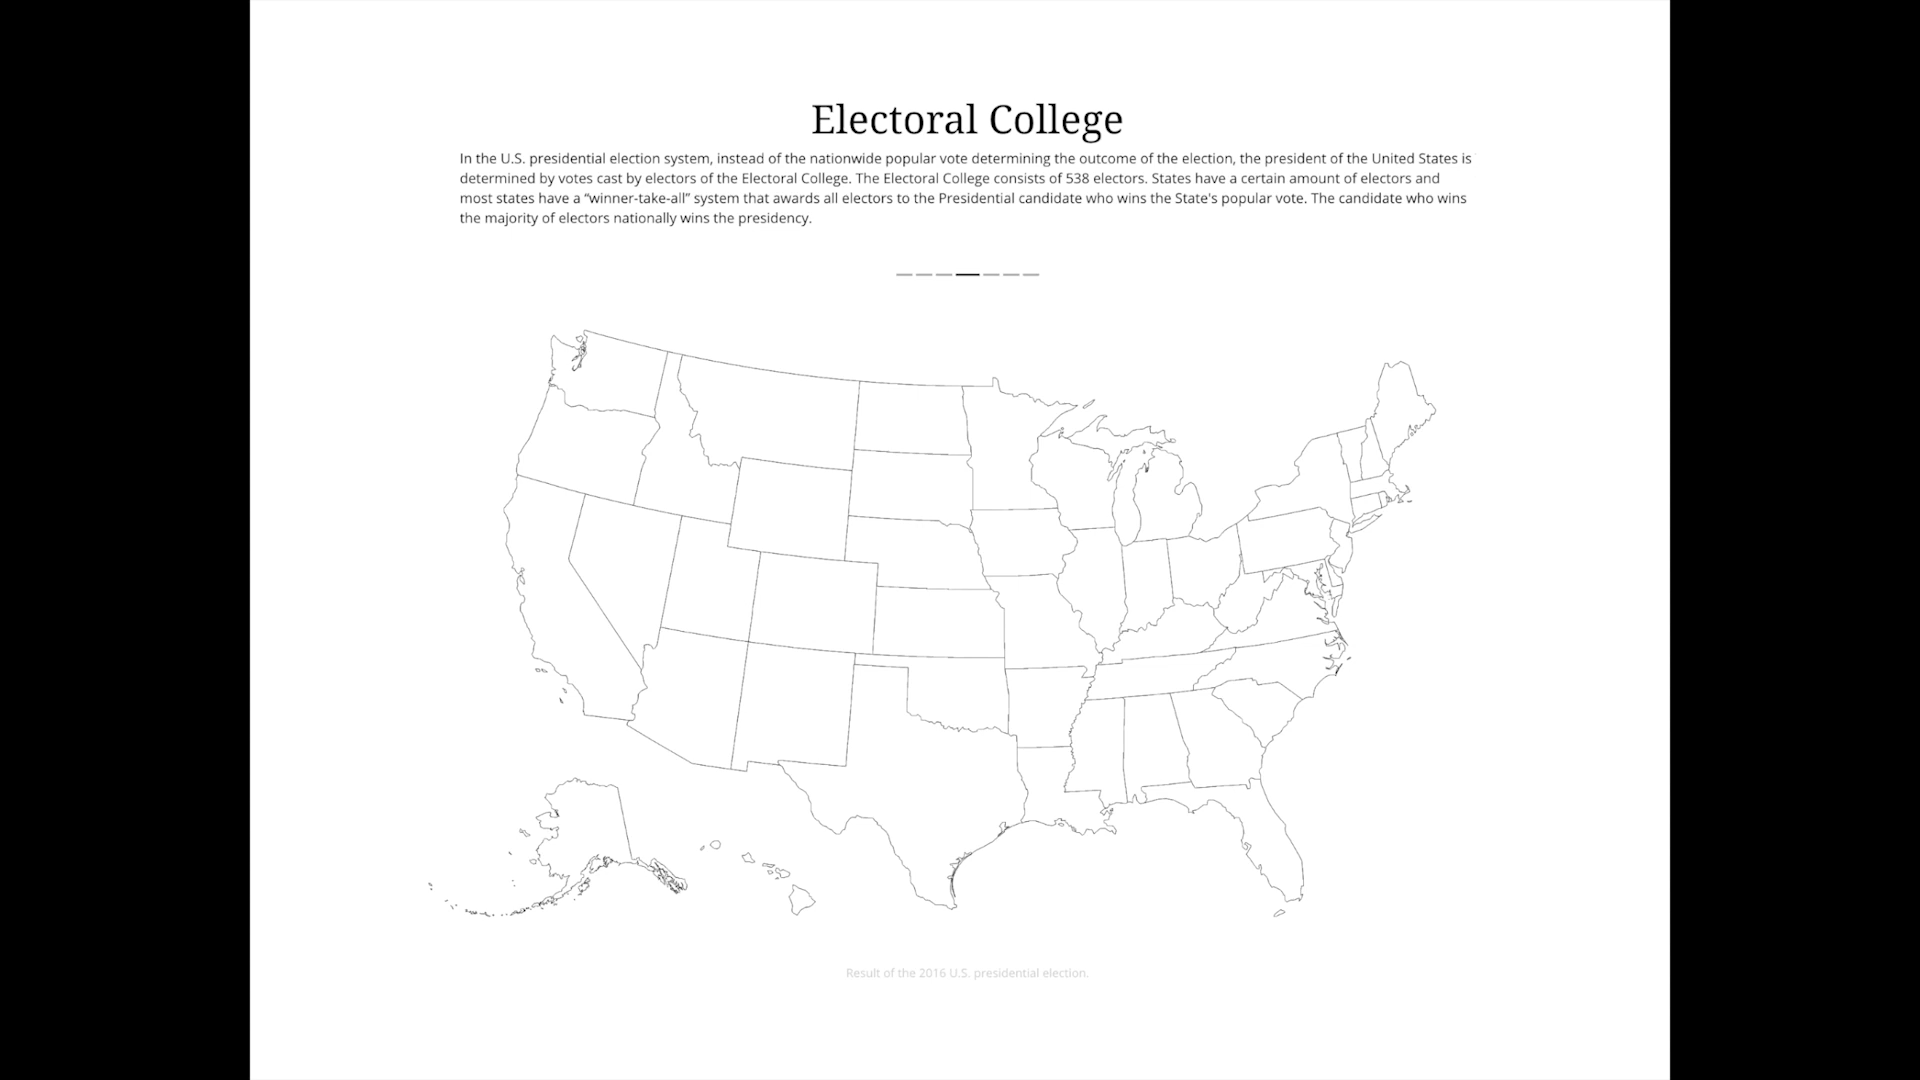 Electoral College
In the U.S. presidential election system, instead of the nationwide popular vote determining the outcome of the election, the president of the United States is
determined by votes cast by electors of the Electoral College. The Electoral College consists of 538 electors. States have a certain amount of electors and
most states have a “winner-take-all” system that awards all electors to the Presidential candidate who wins the State's popular vote. The candidate who wins
the majority of electors nationally wins the presidency.
Result of the 2016 U.S. presidential election.